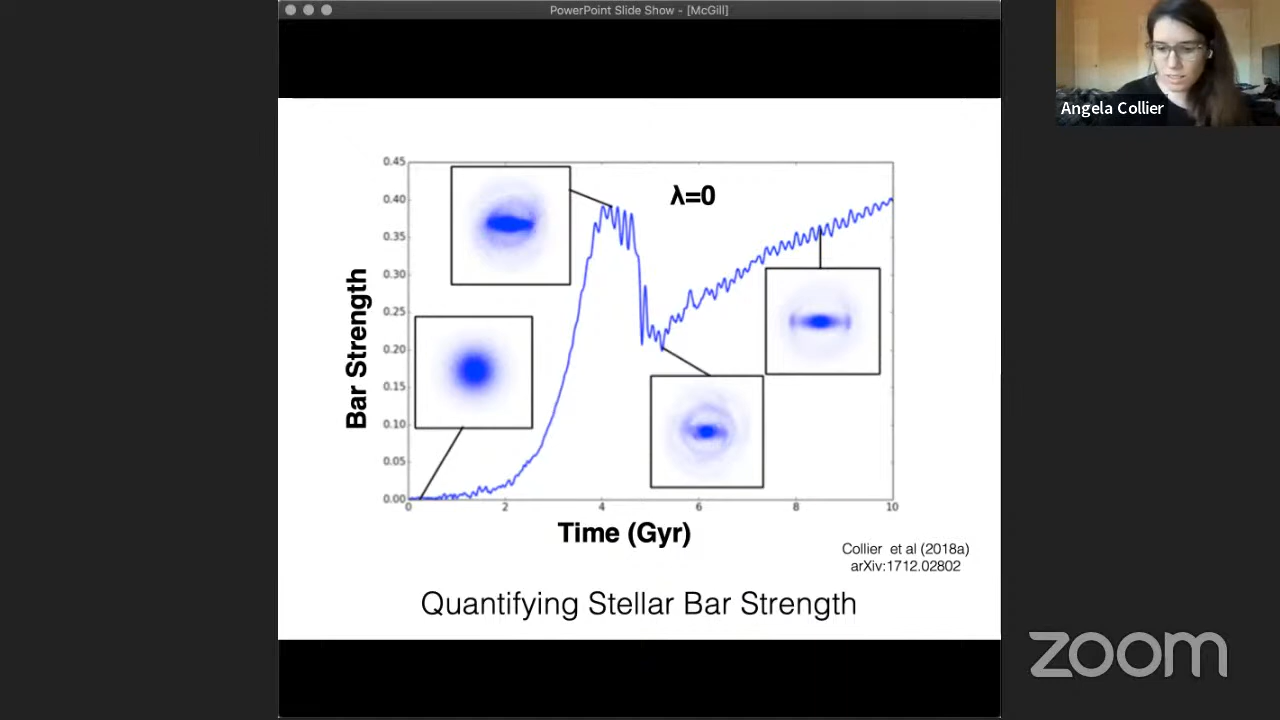 PowerPoint Slide Show - [McGill]
Angela Collier
λ=0
0.45
0.40
0.35
0.30
0.25
0.20
0.15
0.10
0.05
0.00
0 2 4 6 8 10
Bar Strength
Time (Gyr)
Collier et al (2018a)
arXiv:1712.02802
Quantifying Stellar Bar Strength
zoom